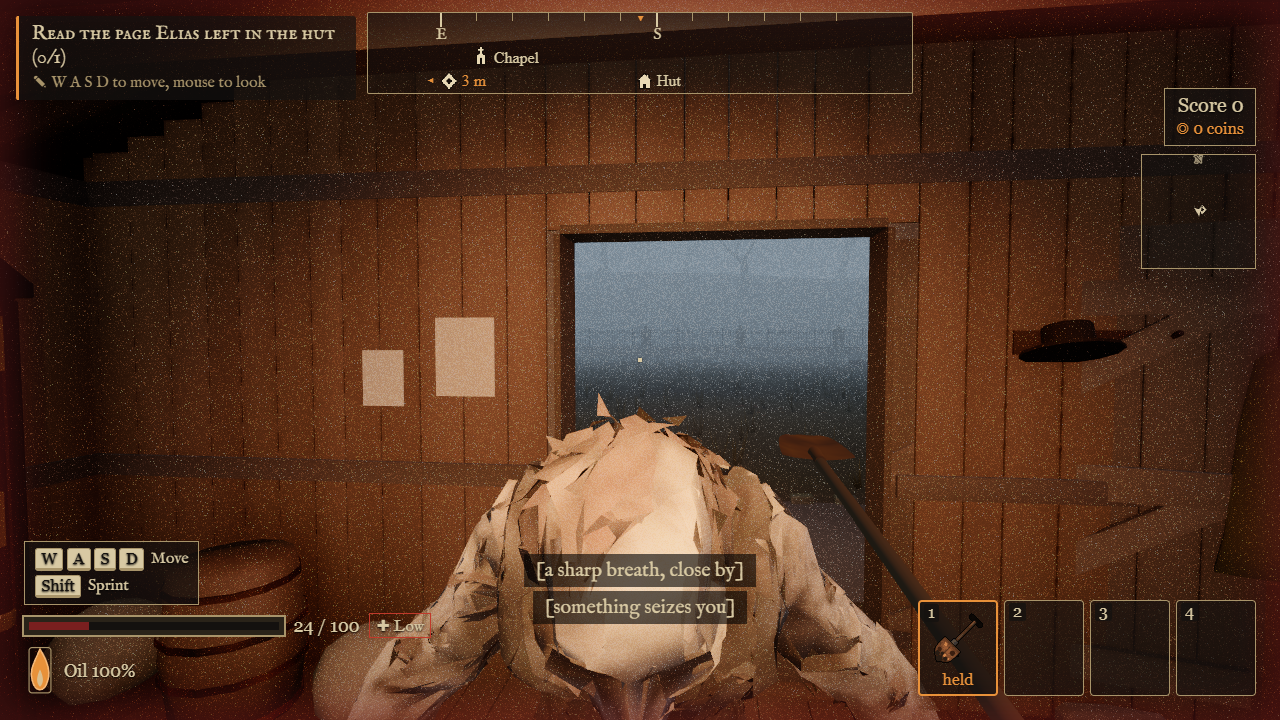 Read the page Elias left in the hut
(0/1)
W A S D to move, mouse to look
E
S
Chapel
3 m
Hut
Score 0
0 coins
[a sharp breath, close by]
[something seizes you]
W A S D Move
Shift Sprint
24 / 100
Low
Oil 100%
1
2
3
4
held